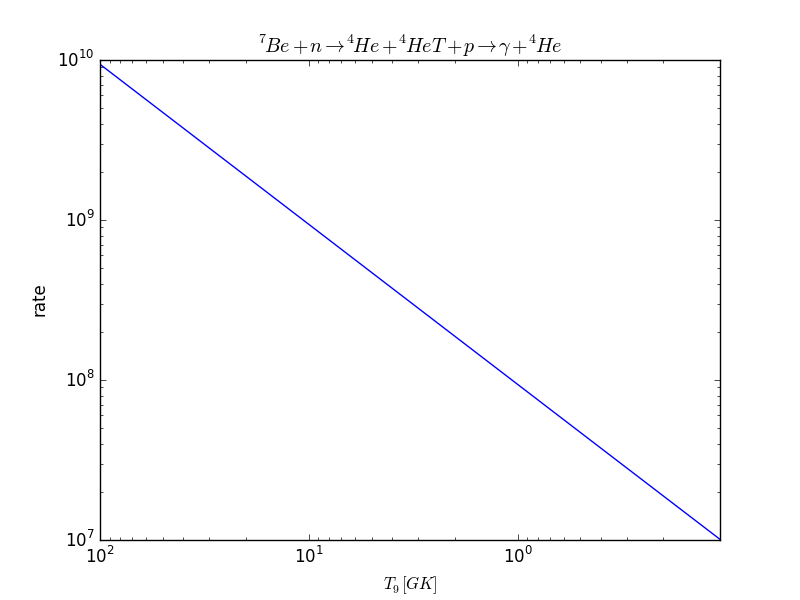 ⁷Be + n → ⁴He + ⁴HeT + p → γ + ⁴He
10¹⁰
10⁹
rate
10⁸
10⁷
10² 10¹ 10⁰
T₉ [GK]